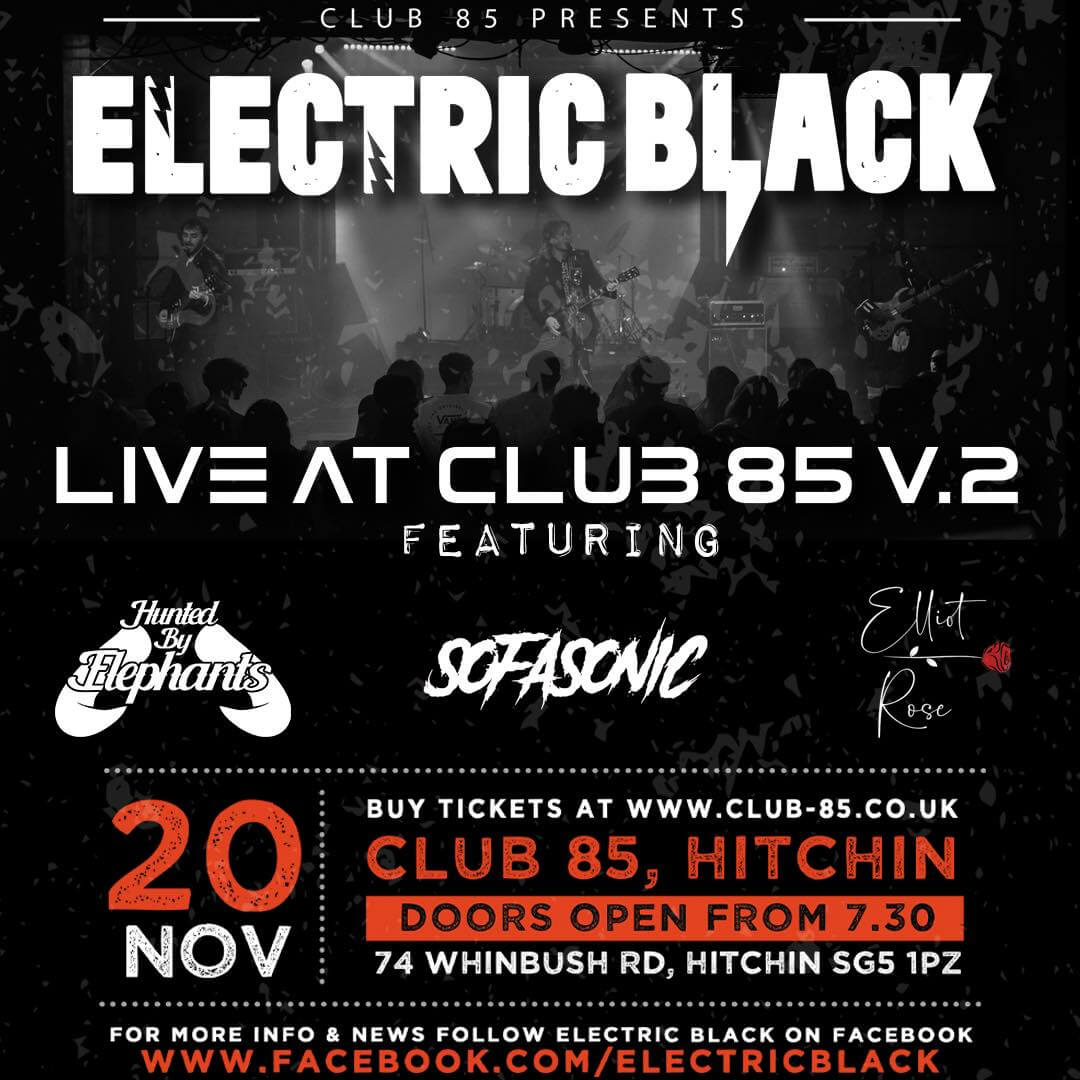 CLUB 85 PRESENTS
ELECTRIC BLACK
VANS
LIVE AT CLUB 85 V.2
FEATURING
Hunted
By
Elephants
SOFASONIC
Elliot
Rose
20
NOV
BUY TICKETS AT WWW.CLUB-85.CO.UK
CLUB 85, HITCHIN
DOORS OPEN FROM 7.30
74 WHINBUSH RD, HITCHIN SG5 1PZ
FOR MORE INFO & NEWS FOLLOW ELECTRIC BLACK ON FACEBOOK
WWW.FACEBOOK.COM/ELECTRICBLACK